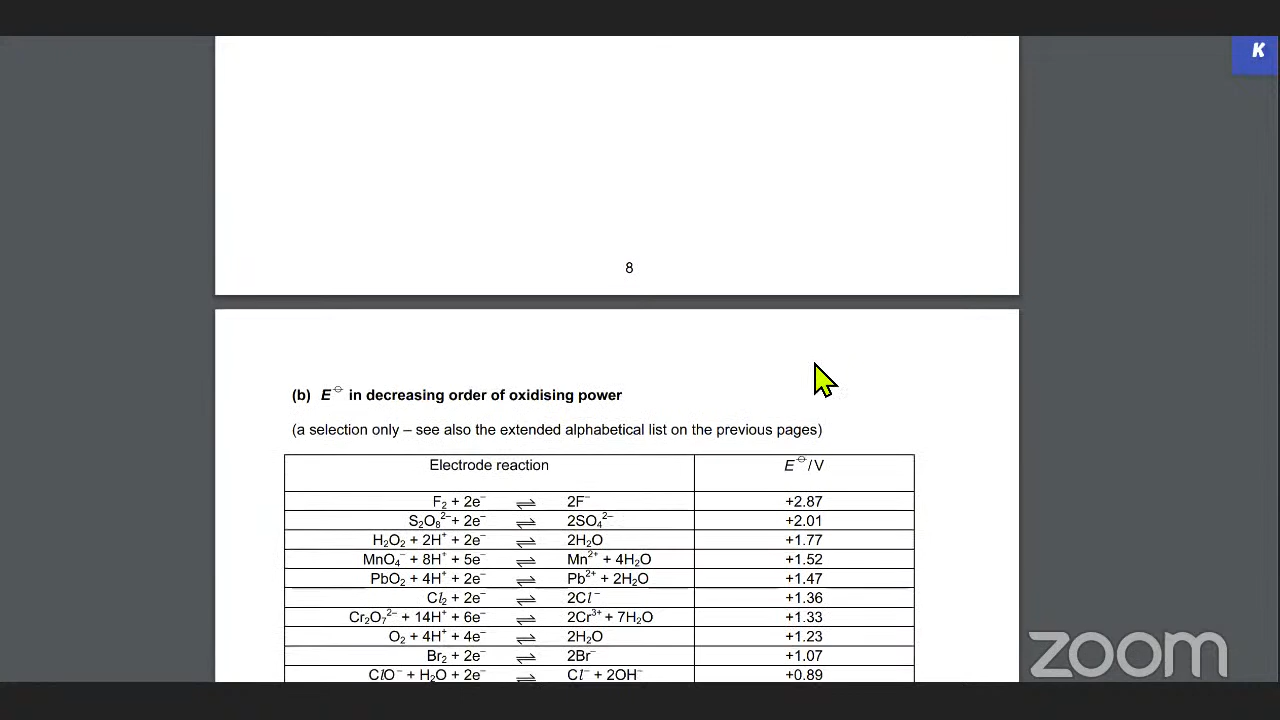 K
8
(b) E⦵ in decreasing order of oxidising power
(a selection only – see also the extended alphabetical list on the previous pages)
Electrode reaction E⦵/V
F₂ + 2e⁻ ⇌ 2F⁻ +2.87
S₂O₈²⁻ + 2e⁻ ⇌ 2SO₄²⁻ +2.01
H₂O₂ + 2H⁺ + 2e⁻ ⇌ 2H₂O +1.77
MnO₄⁻ + 8H⁺ + 5e⁻ ⇌ Mn²⁺ + 4H₂O +1.52
PbO₂ + 4H⁺ + 2e⁻ ⇌ Pb²⁺ + 2H₂O +1.47
Cl₂ + 2e⁻ ⇌ 2Cl⁻ +1.36
Cr₂O₇²⁻ + 14H⁺ + 6e⁻ ⇌ 2Cr³⁺ + 7H₂O +1.33
O₂ + 4H⁺ + 4e⁻ ⇌ 2H₂O +1.23
Br₂ + 2e⁻ ⇌ 2Br⁻ +1.07
ClO⁻ + H₂O + 2e⁻ ⇌ Cl⁻ + 2OH⁻ +0.89
zoom